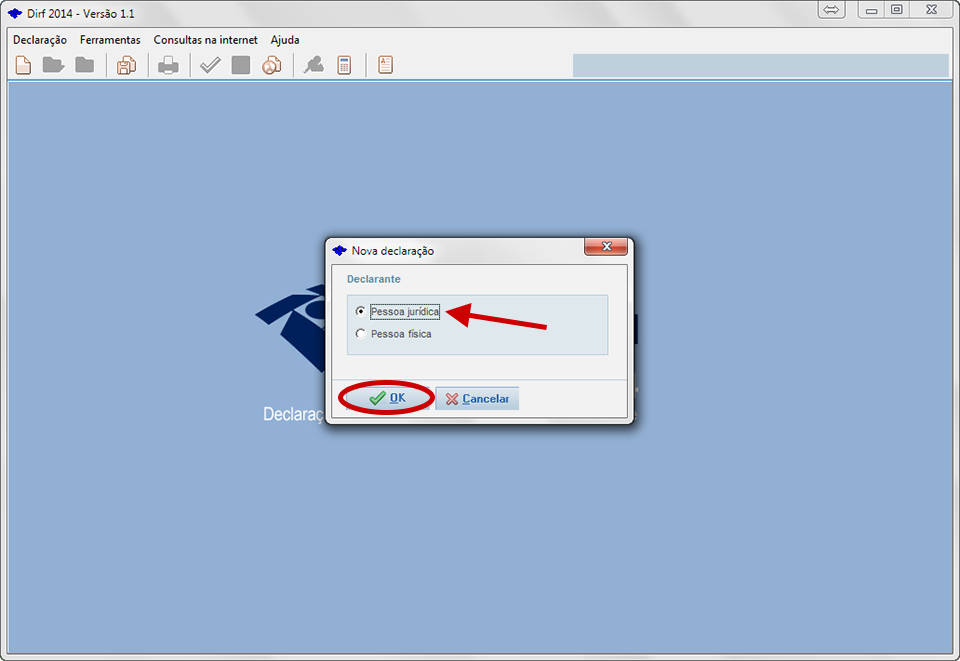 Dirf 2014 - Versão 1.1
Declaração Ferramentas Consultas na internet Ajuda
Nova declaração
Declarante
Pessoa jurídica
Pessoa física
OK Cancelar